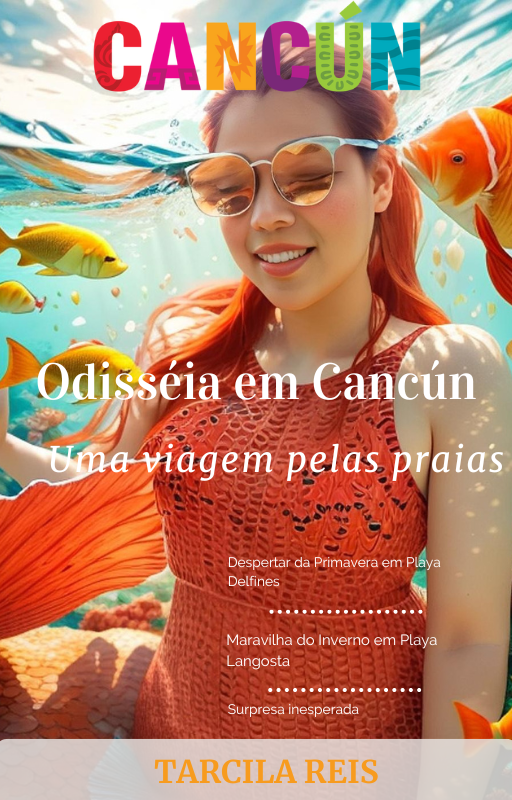 CANCÚN
Odisséia em Cancún
Uma viagem pelas praias
Despertar da Primavera em Playa
Delfines
Maravilha do Inverno em Playa
Langosta
Surpresa inesperada
TARCILA REIS